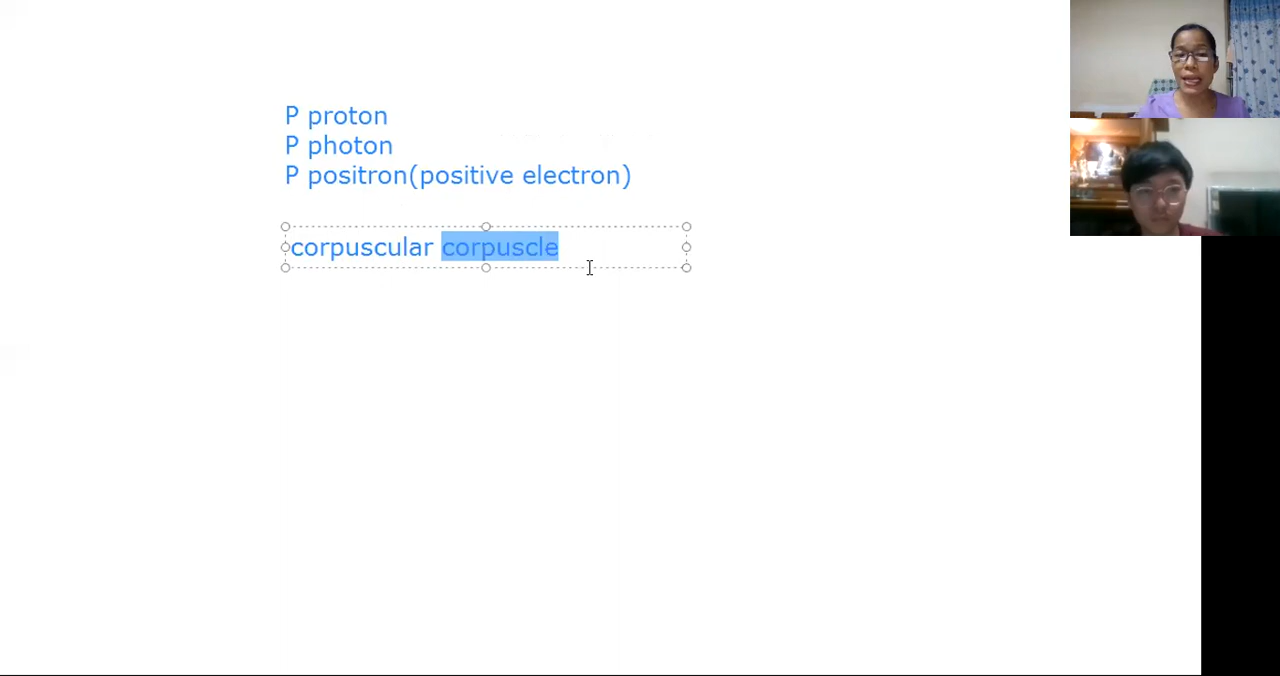 P proton
P photon
P positron(positive electron)
corpuscular corpuscle